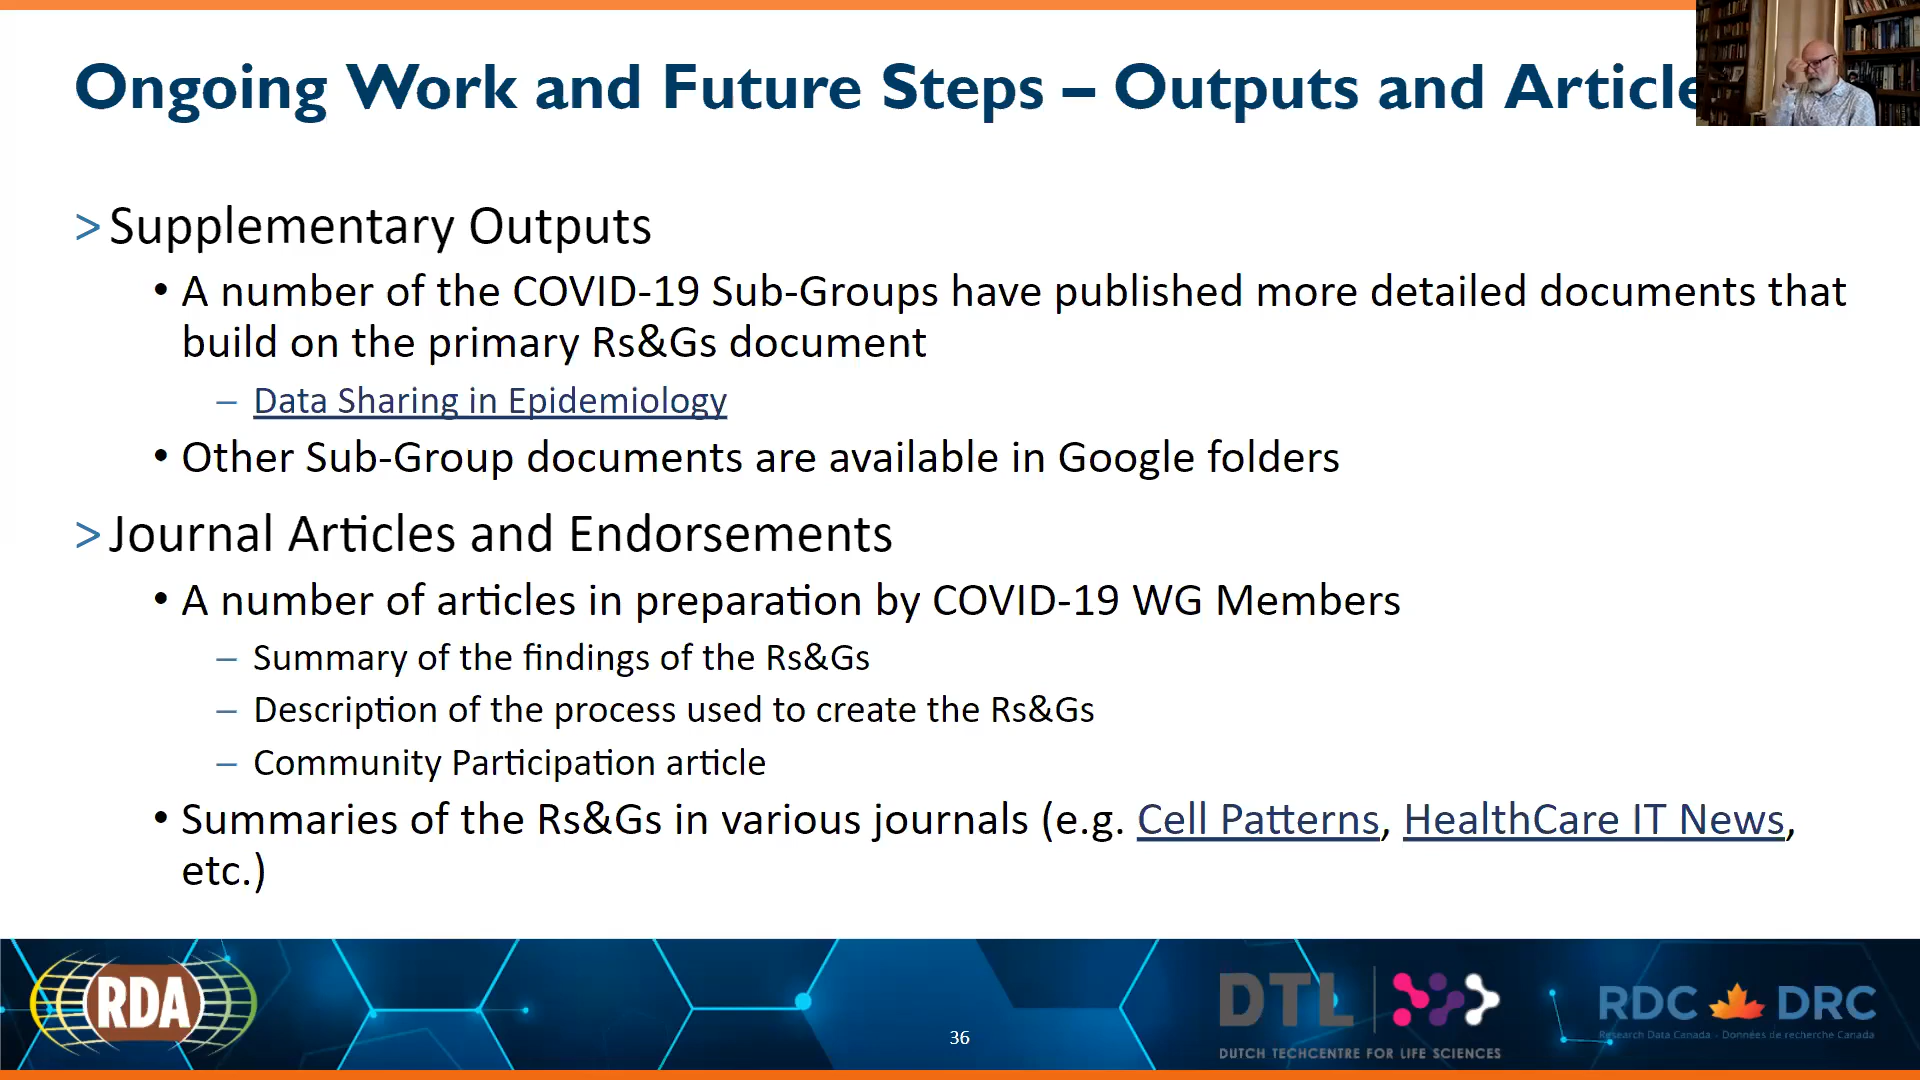 Ongoing Work and Future Steps – Outputs and Article
> Supplementary Outputs
• A number of the COVID-19 Sub-Groups have published more detailed documents that
build on the primary Rs&Gs document
– Data Sharing in Epidemiology
• Other Sub-Group documents are available in Google folders
> Journal Articles and Endorsements
• A number of articles in preparation by COVID-19 WG Members
– Summary of the findings of the Rs&Gs
– Description of the process used to create the Rs&Gs
– Community Participation article
• Summaries of the Rs&Gs in various journals (e.g. Cell Patterns, HealthCare IT News,
etc.)
RDA
36
DTL
DUTCH TECHCENTRE FOR LIFE SCIENCES
RDC DRC
Research Data Canada - Données de recherche Canada